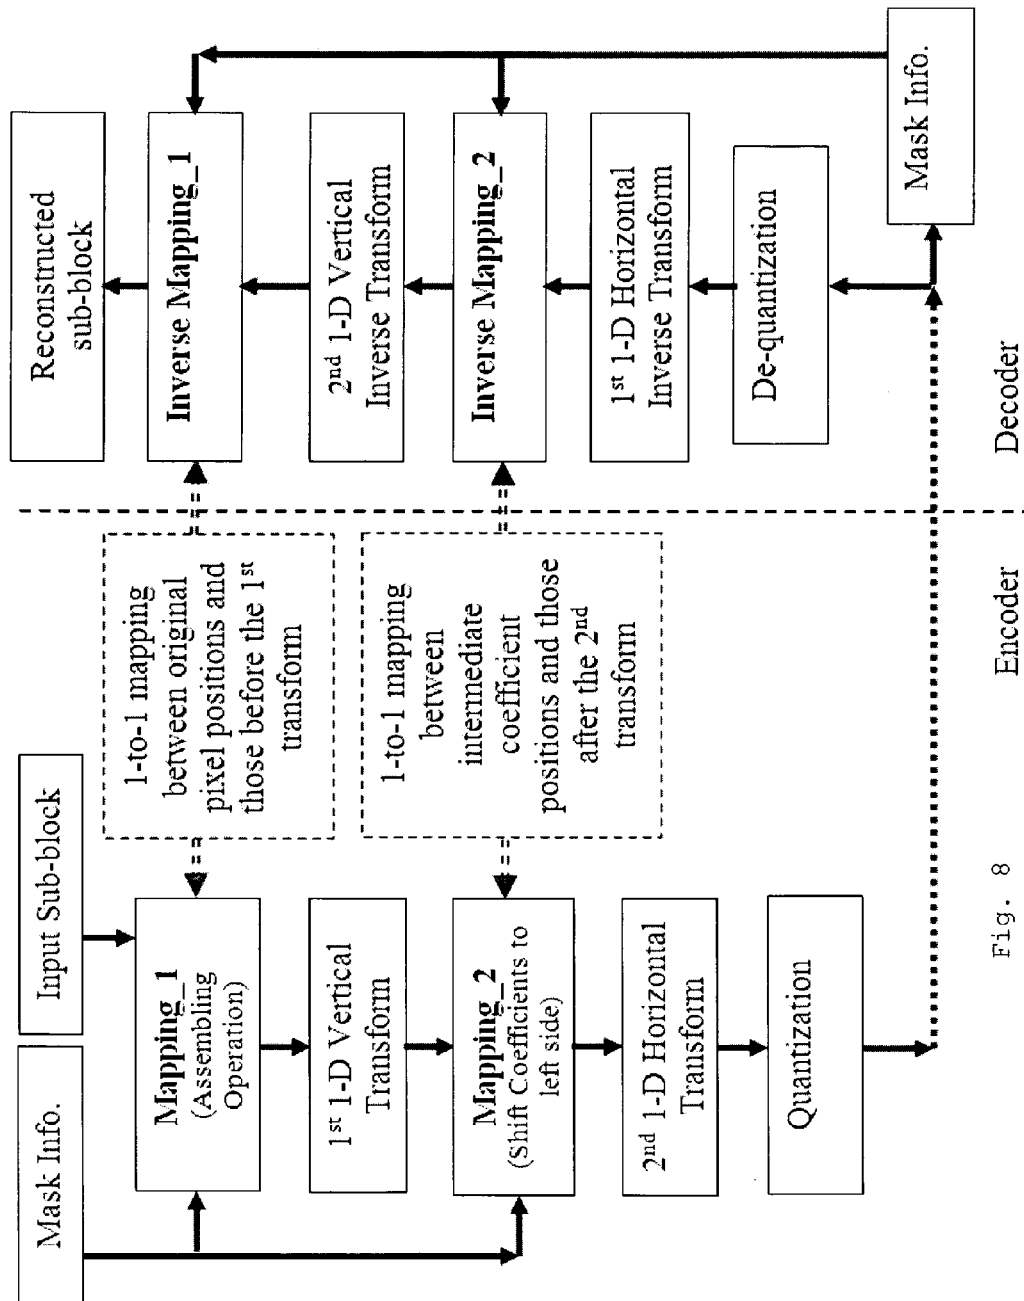 Mask Info.
Input Sub-block
Mapping_1
(Assembling
Operation)
1st 1-D Vertical
Transform
Mapping_2
(Shift Coefficients to
left side)
2nd 1-D Horizontal
Transform
Quantization
1-to-1 mapping
between original
pixel positions and
those before the 1st
transform
1-to-1 mapping
between
intermediate
coefficient
positions and those
after the 2nd
transform
Reconstructed
sub-block
Inverse Mapping_1
2nd 1-D Vertical
Inverse Transform
Inverse Mapping_2
1st 1-D Horizontal
Inverse Transform
De-quantization
Mask Info.
Encoder
Decoder
Fig. 8